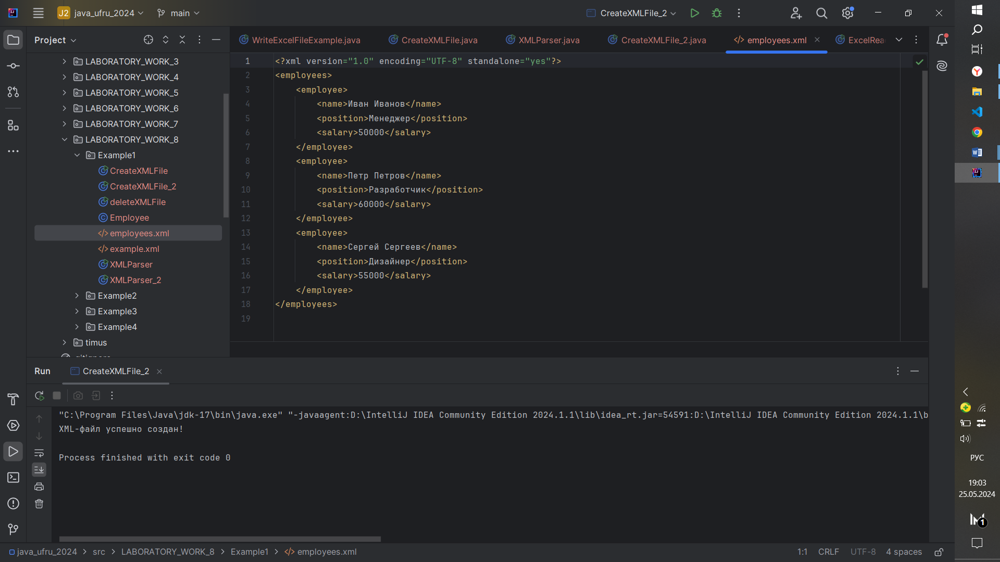 J2 java_ufru_2024 main CreateXMLFile_2
Project
WriteExcelFileExample.java CreateXMLFile.java XMLParser.java CreateXMLFile_2.java employees.xml ExcelRea
LABORATORY_WORK_3
LABORATORY_WORK_4
LABORATORY_WORK_5
LABORATORY_WORK_6
LABORATORY_WORK_7
LABORATORY_WORK_8
Example1
CreateXMLFile
CreateXMLFile_2
deleteXMLFile
Employee
employees.xml
example.xml
XMLParser
XMLParser_2
Example2
Example3
Example4
timus
.gitignore
1 <?xml version="1.0" encoding="UTF-8" standalone="yes"?>
2 <employees>
3 <employee>
4 <name>Иван Иванов</name>
5 <position>Менеджер</position>
6 <salary>50000</salary>
7 </employee>
8 <employee>
9 <name>Петр Петров</name>
10 <position>Разработчик</position>
11 <salary>60000</salary>
12 </employee>
13 <employee>
14 <name>Сергей Сергеев</name>
15 <position>Дизайнер</position>
16 <salary>55000</salary>
17 </employee>
18 </employees>
19
Run CreateXMLFile_2
"C:\Program Files\Java\jdk-17\bin\java.exe" "-javaagent:D:\IntelliJ IDEA Community Edition 2024.1.1\lib\idea_rt.jar=54591:D:\IntelliJ IDEA Community Edition 2024.1.1\b
XML-файл успешно создан!
Process finished with exit code 0
java_ufru_2024 > src > LABORATORY_WORK_8 > Example1 > employees.xml
1:1 CRLF UTF-8 4 spaces
РУС
19:03
25.05.2024
1